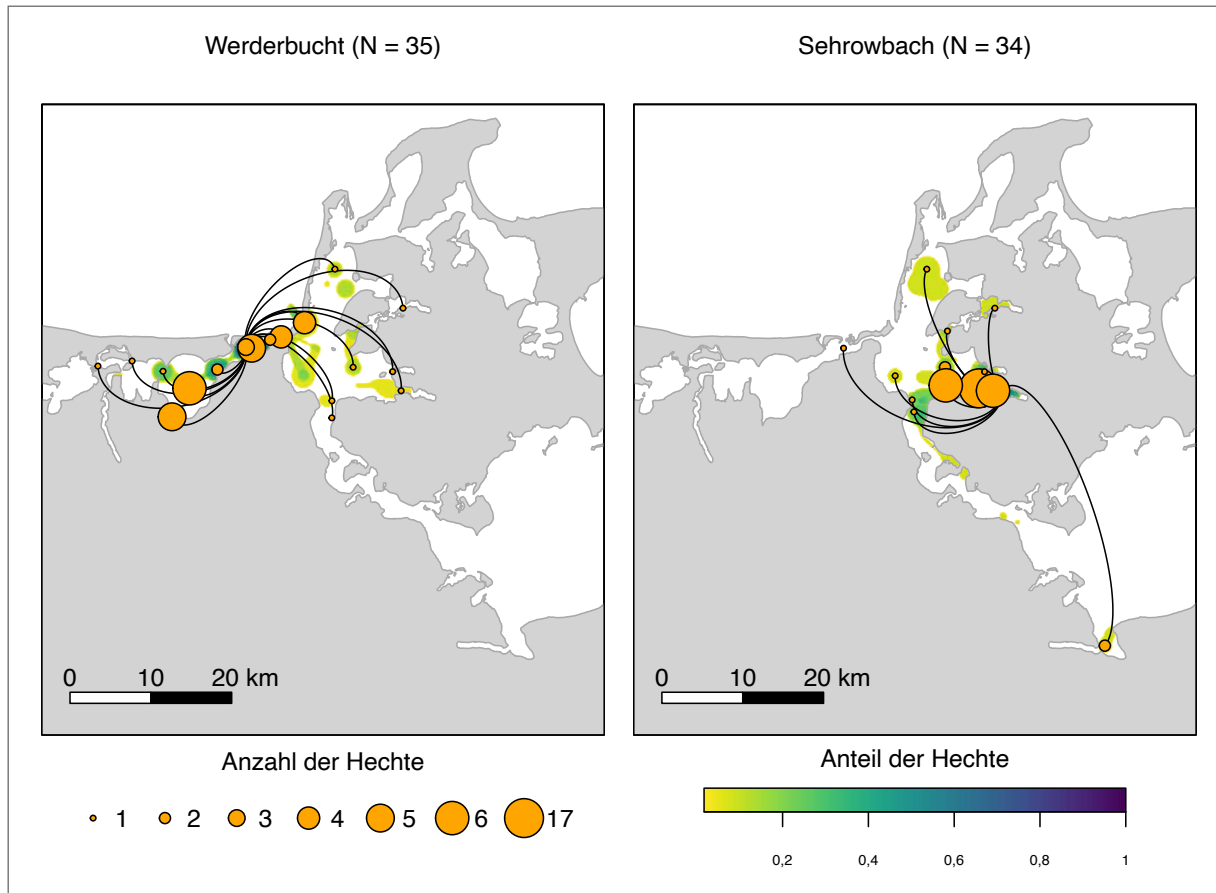 Werderbucht (N = 35)
Sehrowbach (N = 34)
0 10 20 km
0 10 20 km
Anzahl der Hechte
1 2 3 4 5 6 17
Anteil der Hechte
0,2 0,4 0,6 0,8 1